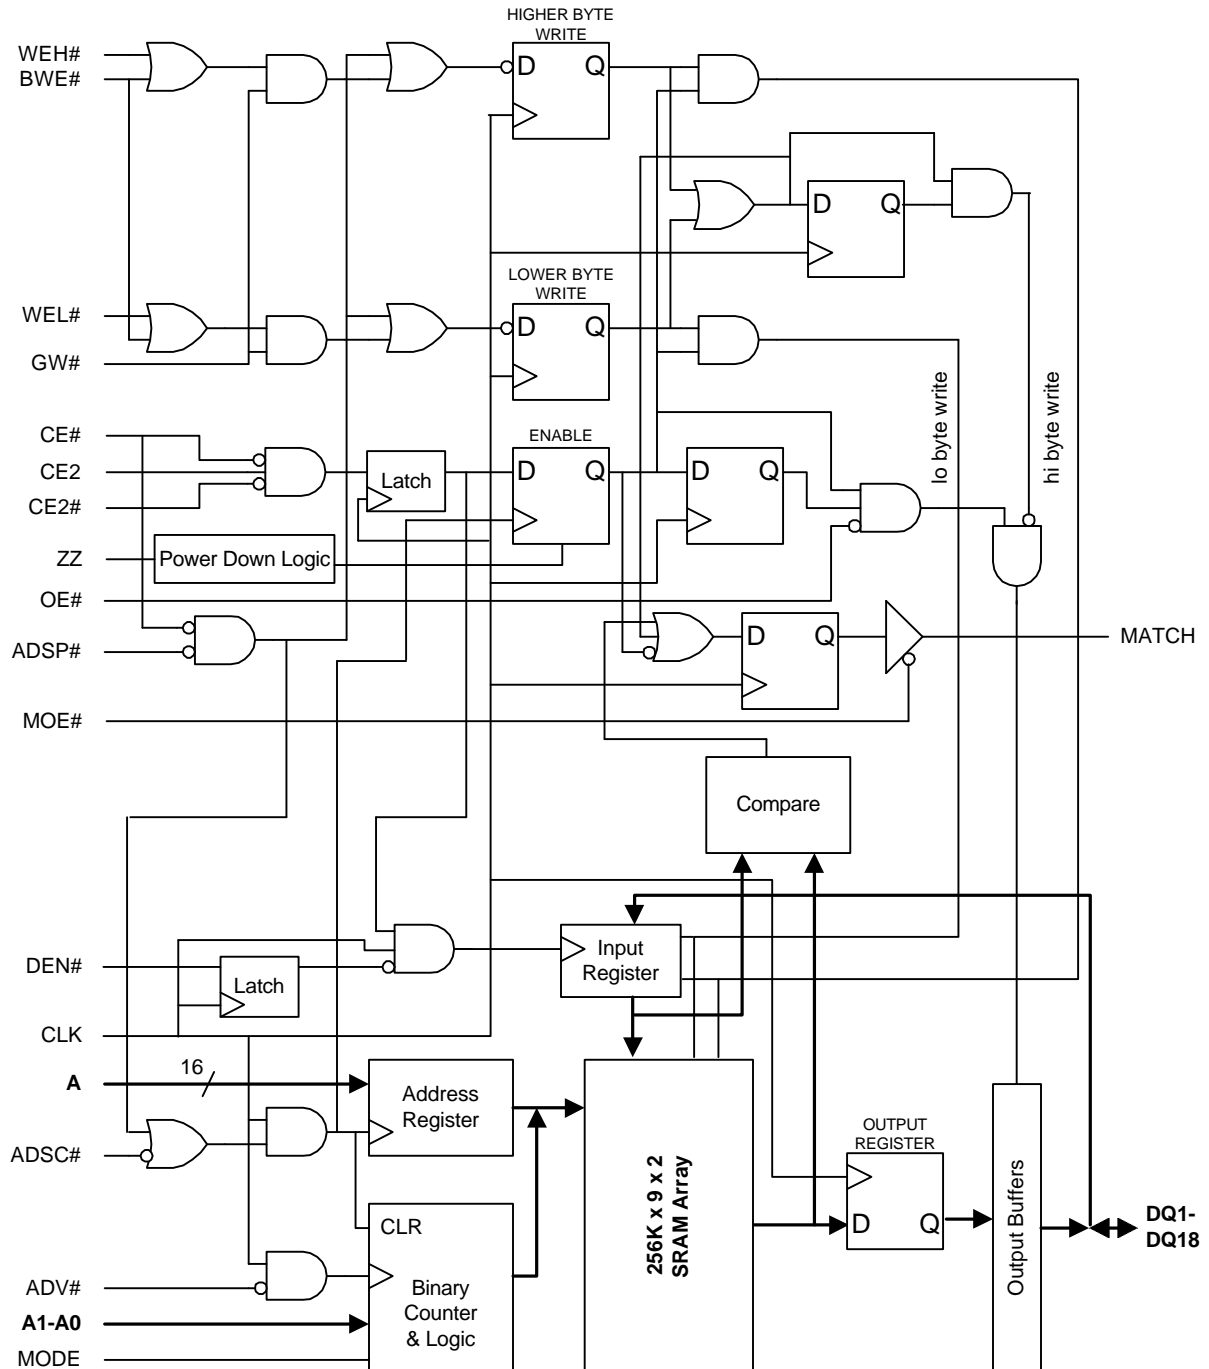 HIGHER BYTE
WRITE
WEH#
BWE#
D Q
D Q
LOWER BYTE
WRITE
WEL#
GW#
D Q
lo byte write
hi byte write
CE#
CE2
CE2#
Latch
ENABLE
D Q
D Q
ZZ
Power Down Logic
OE#
ADSP#
D Q
MATCH
MOE#
Compare
DEN#
Latch
Input
Register
CLK
A
16
Address
Register
ADSC#
256K x 9 x 2
SRAM Array
OUTPUT
REGISTER
D Q
Output Buffers
DQ1-
DQ18
CLR
Binary
Counter
& Logic
ADV#
A1-A0
MODE